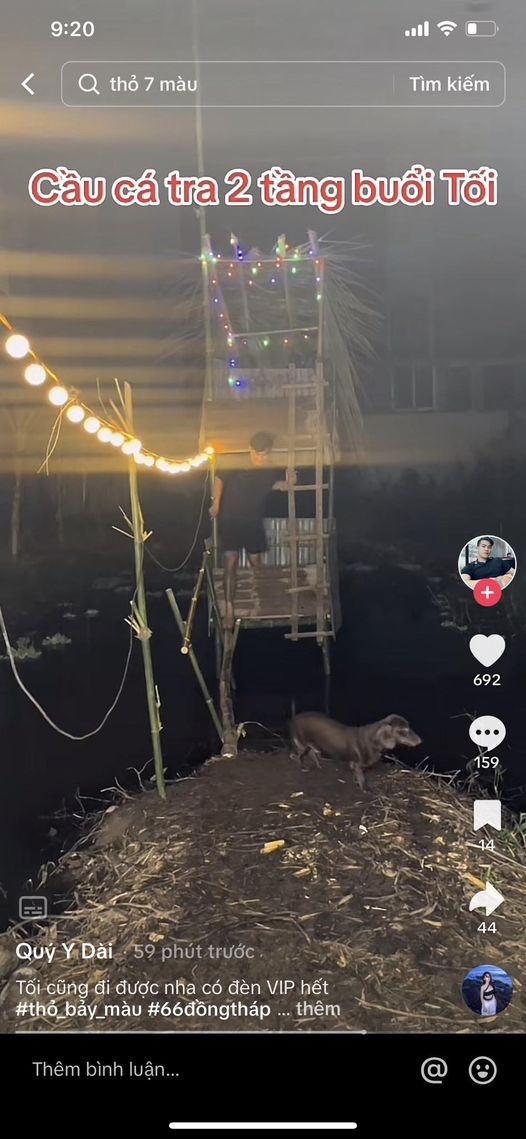 9:20
thỏ 7 màu
Tìm kiếm
Cầu cá tra 2 tầng buổi Tối
692
159
14
44
Quý Y Dài · 59 phút trước
Tối cũng đi được nha có đèn VIP hết
#thỏ_bảy_màu #66đồngtháp ... thêm
Thêm bình luận...